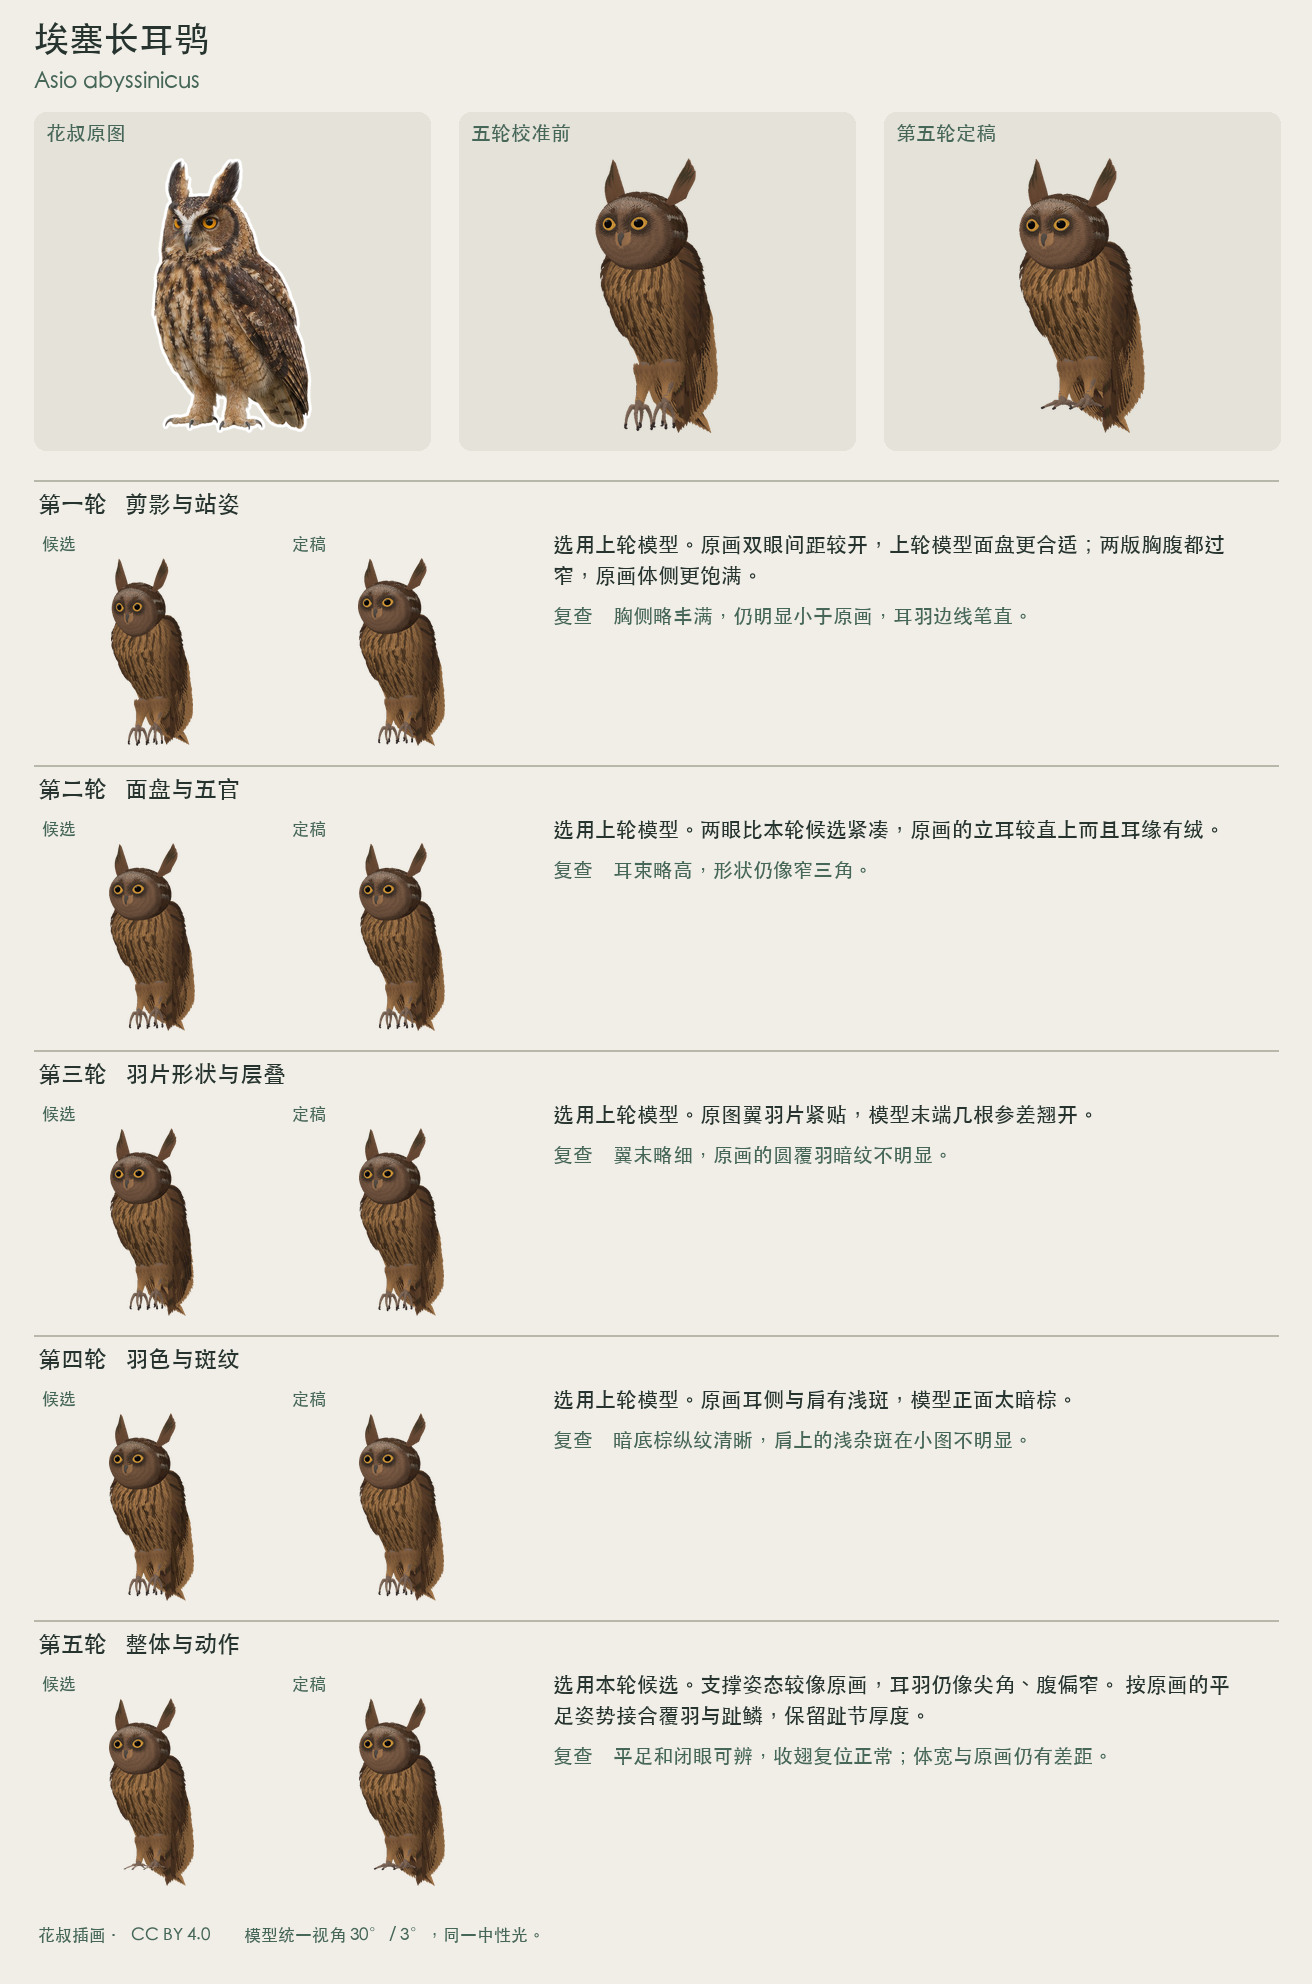 埃塞长耳鸮
Asio abyssinicus
花叔原图
五轮校准前
第五轮定稿
第一轮 剪影与站姿
候选
定稿
选用上轮模型。原画双眼间距较开，上轮模型面盘更合适；两版胸腹都过
窄，原画体侧更饱满。
复查 胸侧略丰满，仍明显小于原画，耳羽边线笔直。
第二轮 面盘与五官
候选
定稿
选用上轮模型。两眼比本轮候选紧凑，原画的立耳较直上而且耳缘有绒。
复查 耳束略高，形状仍像窄三角。
第三轮 羽片形状与层叠
候选
定稿
选用上轮模型。原图翼羽片紧贴，模型末端几根参差翘开。
复查 翼末略细，原画的圆覆羽暗纹不明显。
第四轮 羽色与斑纹
候选
定稿
选用上轮模型。原画耳侧与肩有浅斑，模型正面太暗棕。
复查 暗底棕纵纹清晰，肩上的浅杂斑在小图不明显。
第五轮 整体与动作
候选
定稿
选用本轮候选。支撑姿态较像原画，耳羽仍像尖角、腹偏窄。 按原画的平
足姿势接合覆羽与趾鳞，保留趾节厚度。
复查 平足和闭眼可辨，收翅复位正常；体宽与原画仍有差距。
花叔插画 · CC BY 4.0 模型统一视角 30° / 3° ，同一中性光。